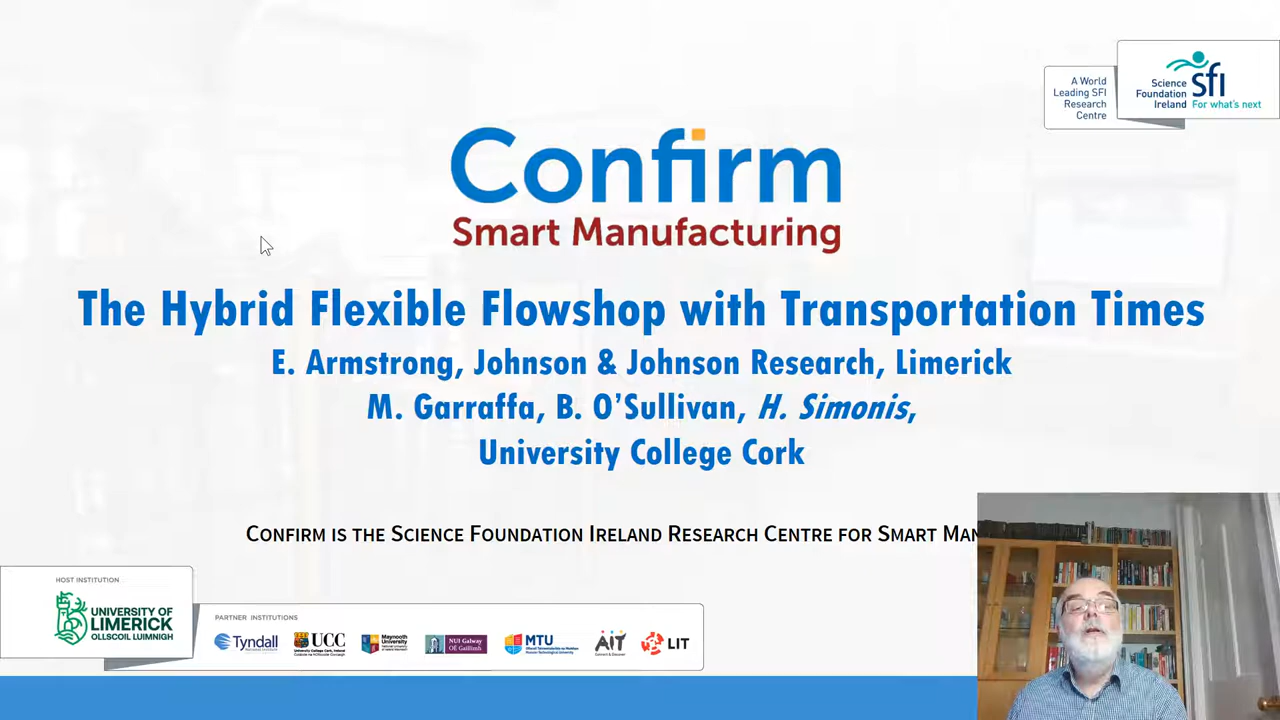 A World
Leading SFI
Research
Centre
Science
Foundation
Ireland
sfi
For what's next
Confirm
Smart Manufacturing
The Hybrid Flexible Flowshop with Transportation Times
E. Armstrong, Johnson & Johnson Research, Limerick
M. Garraffa, B. O'Sullivan, H. Simonis,
University College Cork
CONFIRM IS THE SCIENCE FOUNDATION IRELAND RESEARCH CENTRE FOR SMART MAN
HOST INSTITUTION
UNIVERSITY OF
LIMERICK
OLLSCOIL LUIMNIGH
PARTNER INSTITUTIONS
Tyndall
UCC
Maynooth
University
NUI Galway
OÉ Gaillimh
MTU
AIT
LIT